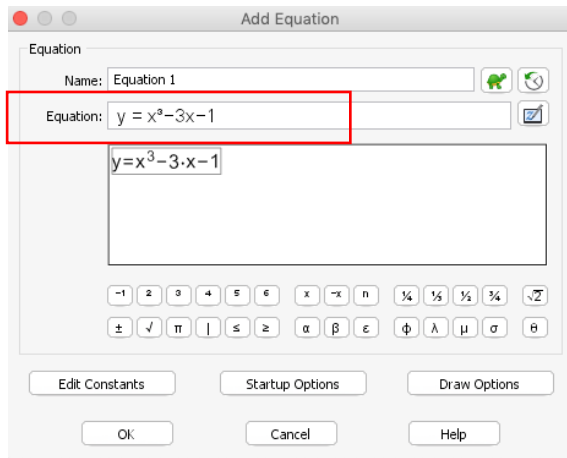 Add Equation
Equation
Name: Equation 1
Equation: y = x³−3x−1
y=x³−3·x−1
⁻¹ ² ³ ⁴ ⁵ ⁶ ˣ ⁻ˣ ⁿ ¼ ⅓ ½ ¾ √2
± √ π | ≤ ≥ α β ε φ λ μ σ θ
Edit Constants Startup Options Draw Options
OK Cancel Help